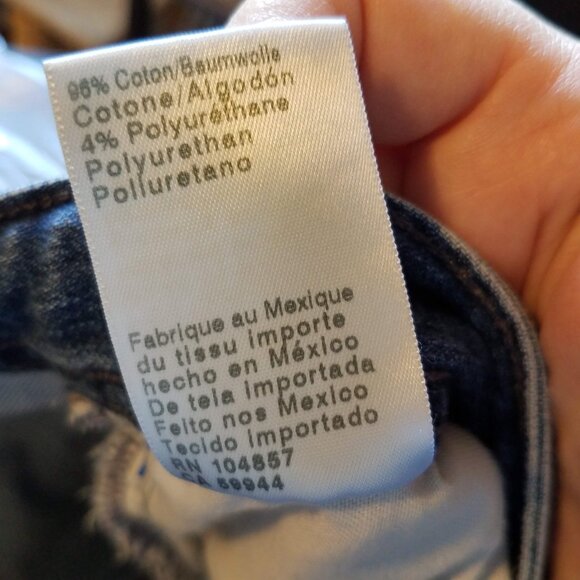 96% Coton/Baumwolle
Cotone/Algodón
4% Polyuréthane
Polyurethan
Poliuretano
Fabrique au Mexique
du tissu importe
hecho en México
De tela importada
Feito nos Mexico
Tecido importado
RN 104857
CA 59944